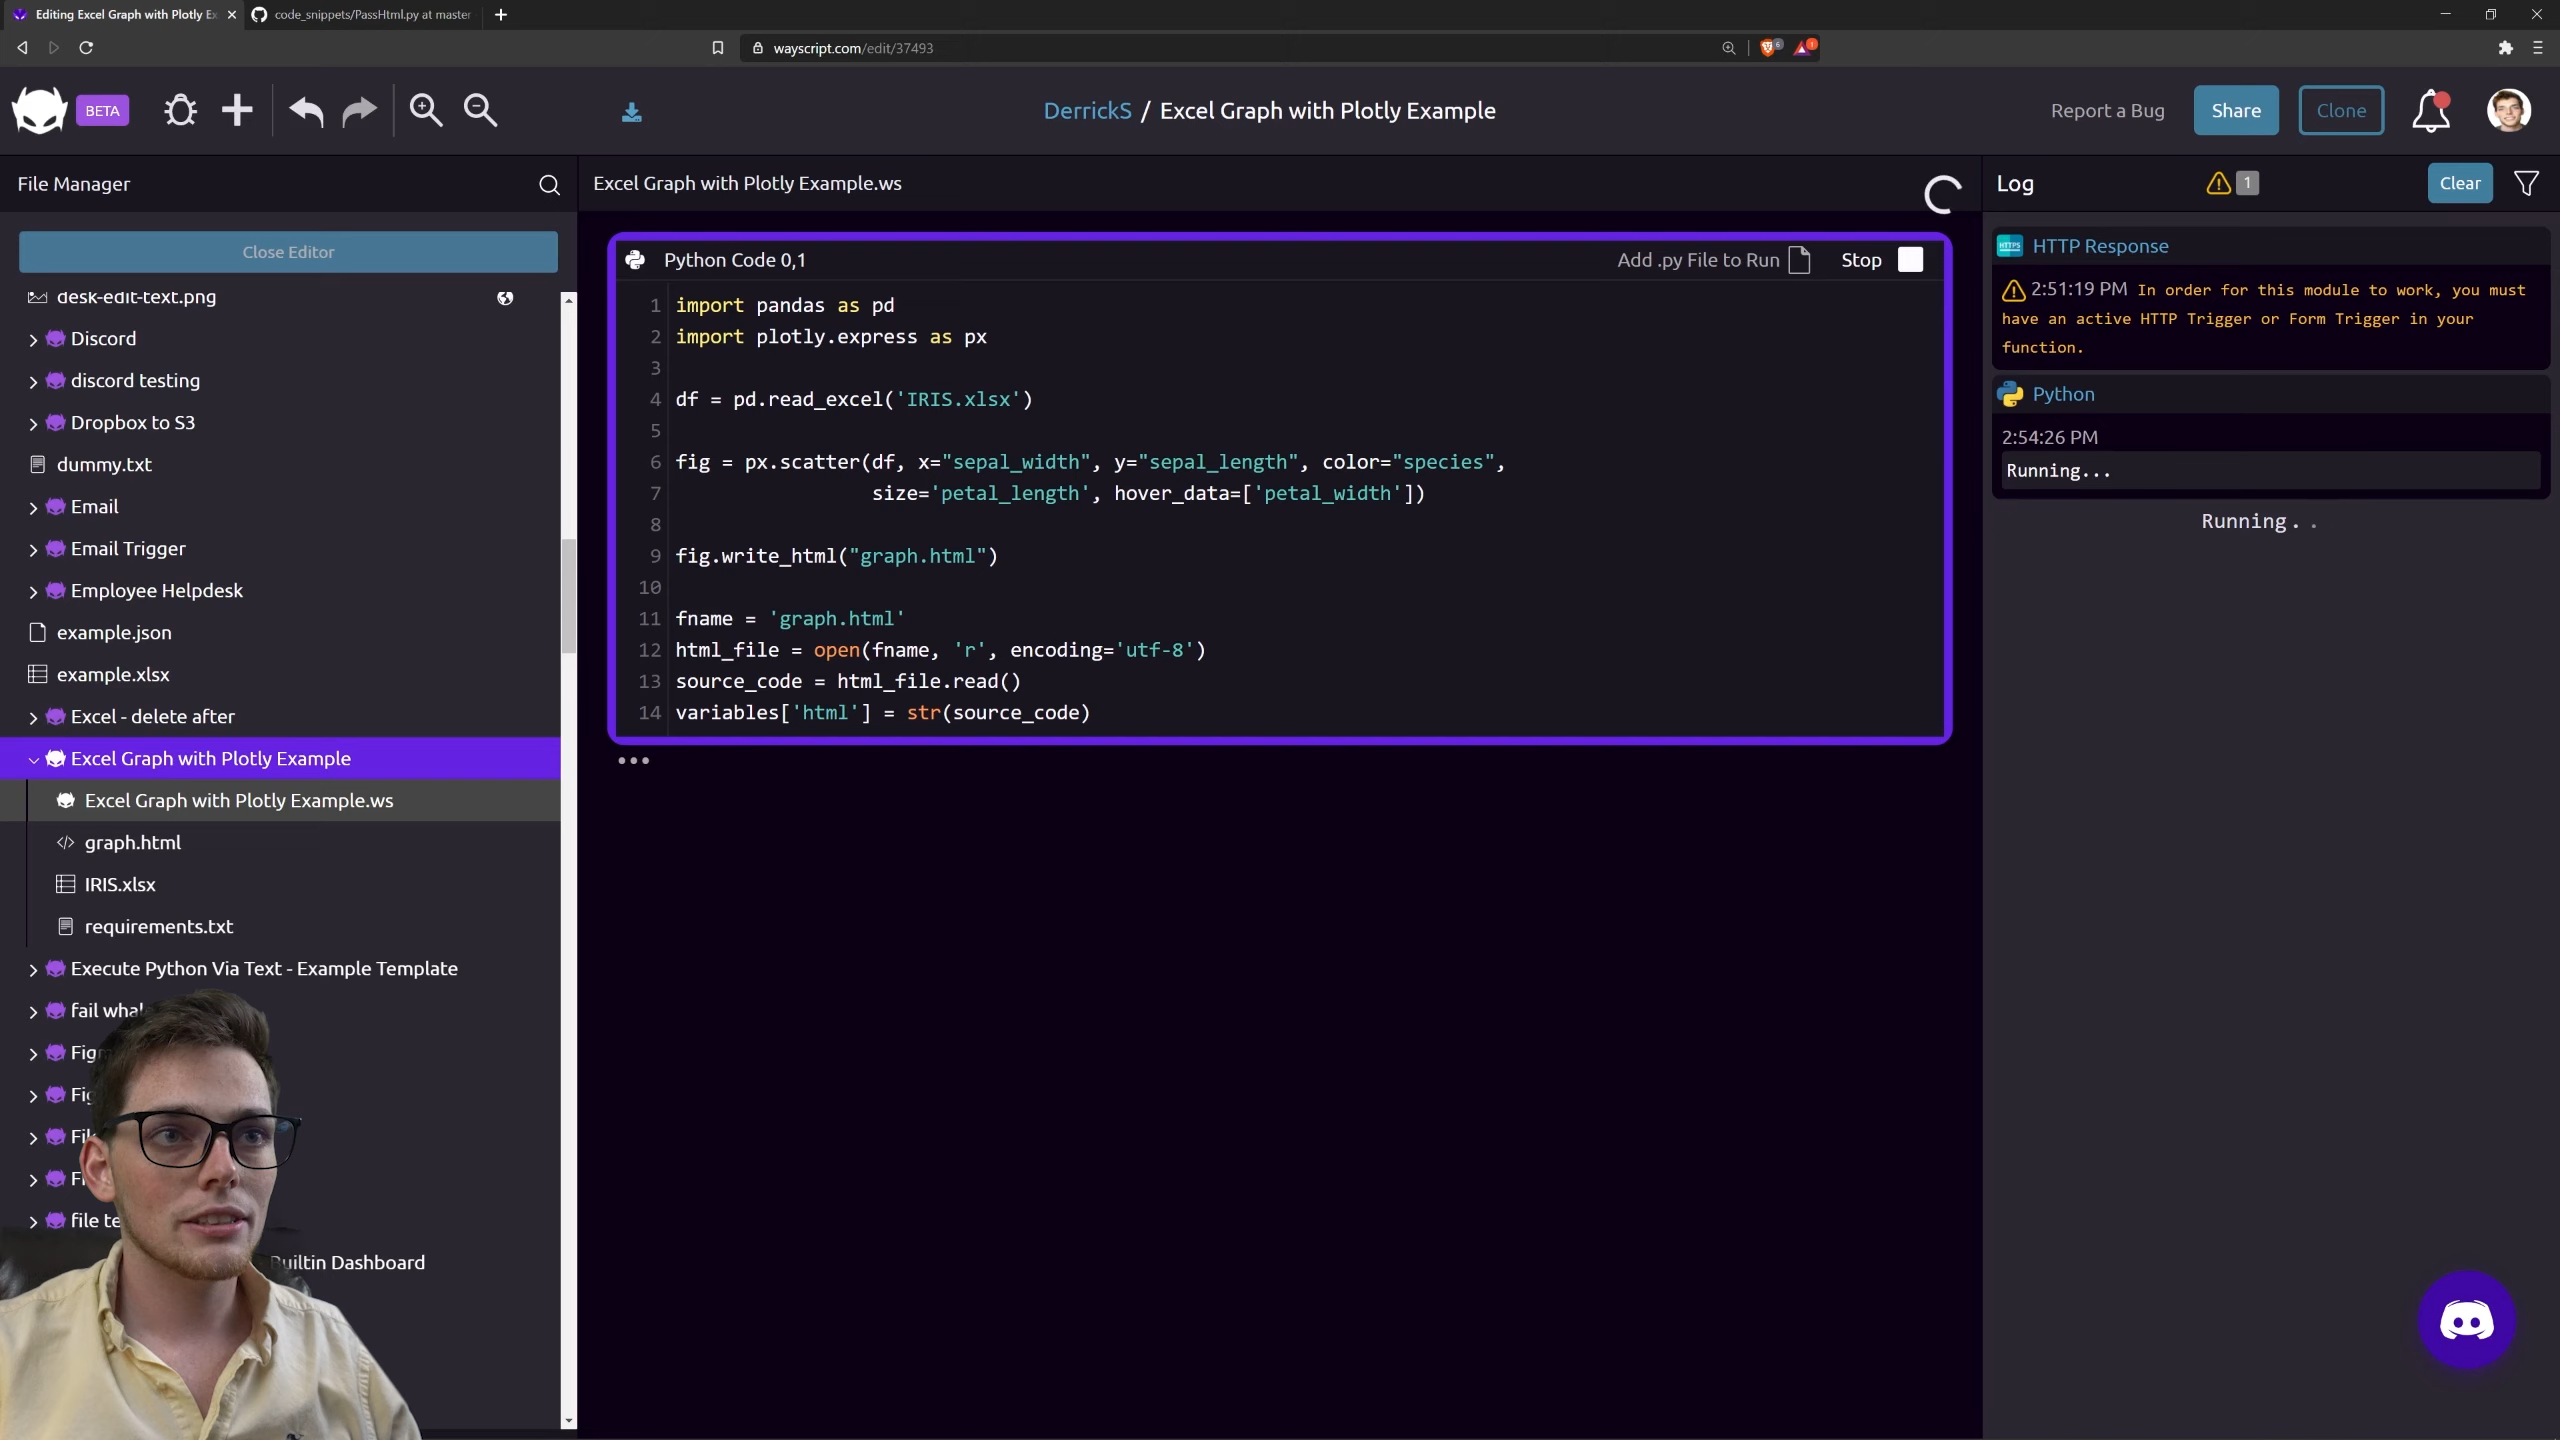 Editing Excel Graph with Plotly Ex
code_snippets/PassHtml.py at master
wayscript.com/edit/37493
6
1
BETA
DerrickS / Excel Graph with Plotly Example
Report a Bug
Share
Clone
File Manager
Excel Graph with Plotly Example.ws
Log
1
Clear
Close Editor
desk-edit-text.png
Discord
discord testing
Dropbox to S3
dummy.txt
Email
Email Trigger
Employee Helpdesk
example.json
example.xlsx
Excel - delete after
Excel Graph with Plotly Example
Excel Graph with Plotly Example.ws
graph.html
IRIS.xlsx
requirements.txt
Execute Python Via Text - Example Template
fail
file
Builtin Dashboard
Python Code 0,1
Add .py File to Run
Stop
1 import pandas as pd
2 import plotly.express as px
3
4 df = pd.read_excel('IRIS.xlsx')
5
6 fig = px.scatter(df, x="sepal_width", y="sepal_length", color="species",
7 size='petal_length', hover_data=['petal_width'])
8
9 fig.write_html("graph.html")
10
11 fname = 'graph.html'
12 html_file = open(fname, 'r', encoding='utf-8')
13 source_code = html_file.read()
14 variables['html'] = str(source_code)
HTTPS
HTTP Response
2:51:19 PM In order for this module to work, you must
have an active HTTP Trigger or Form Trigger in your
function.
Python
2:54:26 PM
Running...
Running..